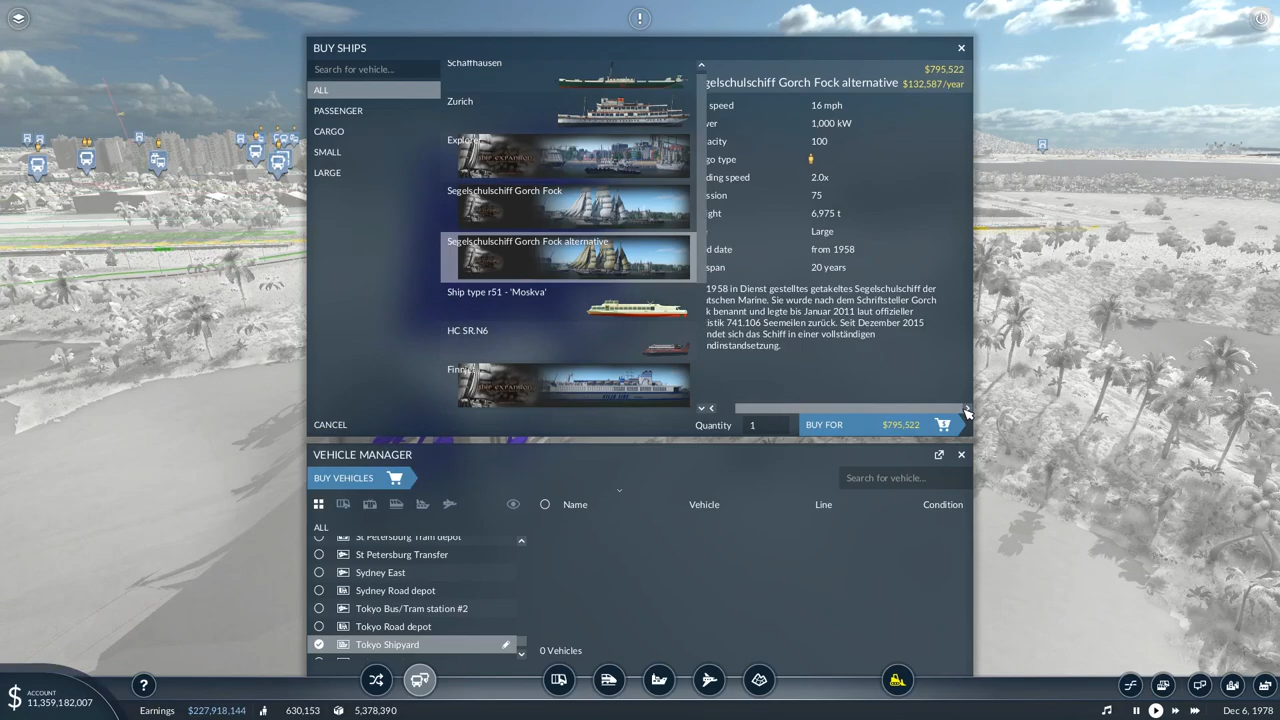 BUY SHIPS
Search for vehicle...
ALL
PASSENGER
CARGO
SMALL
LARGE
CANCEL
Schaffhausen
Zurich
Segelschulschiff Gorch Fock
Segelschulschiff Gorch Fock alternative
Ship type r51 - 'Moskva'
HC SR.N6
$795,522
gelschulschiff Gorch Fock alternative $132,587/year
speed 16 mph
ver 1,000 kW
acity 100
go type
ding speed 2.0x
ssion 75
ght 6,975 t
Large
d date from 1958
span 20 years
1958 in Dienst gestelltes getakeltes Segelschulschiff der
utschen Marine. Sie wurde nach dem Schriftsteller Gorch
k benannt und legte bis Januar 2011 laut offizieller
istik 741.106 Seemeilen zurück. Seit Dezember 2015
ndet sich das Schiff in einer vollständigen
ndinstandsetzung.
Quantity 1 BUY FOR $795,522
VEHICLE MANAGER
BUY VEHICLES Search for vehicle...
Name Vehicle Line Condition
ALL
St Petersburg Tram depot
St Petersburg Transfer
Sydney East
Sydney Road depot
Tokyo Bus/Tram station #2
Tokyo Road depot
Tokyo Shipyard
0 Vehicles
ACCOUNT
$ 11,359,182,007
?
Earnings $227,918,144 630,153 5,378,390 Dec 6, 1978